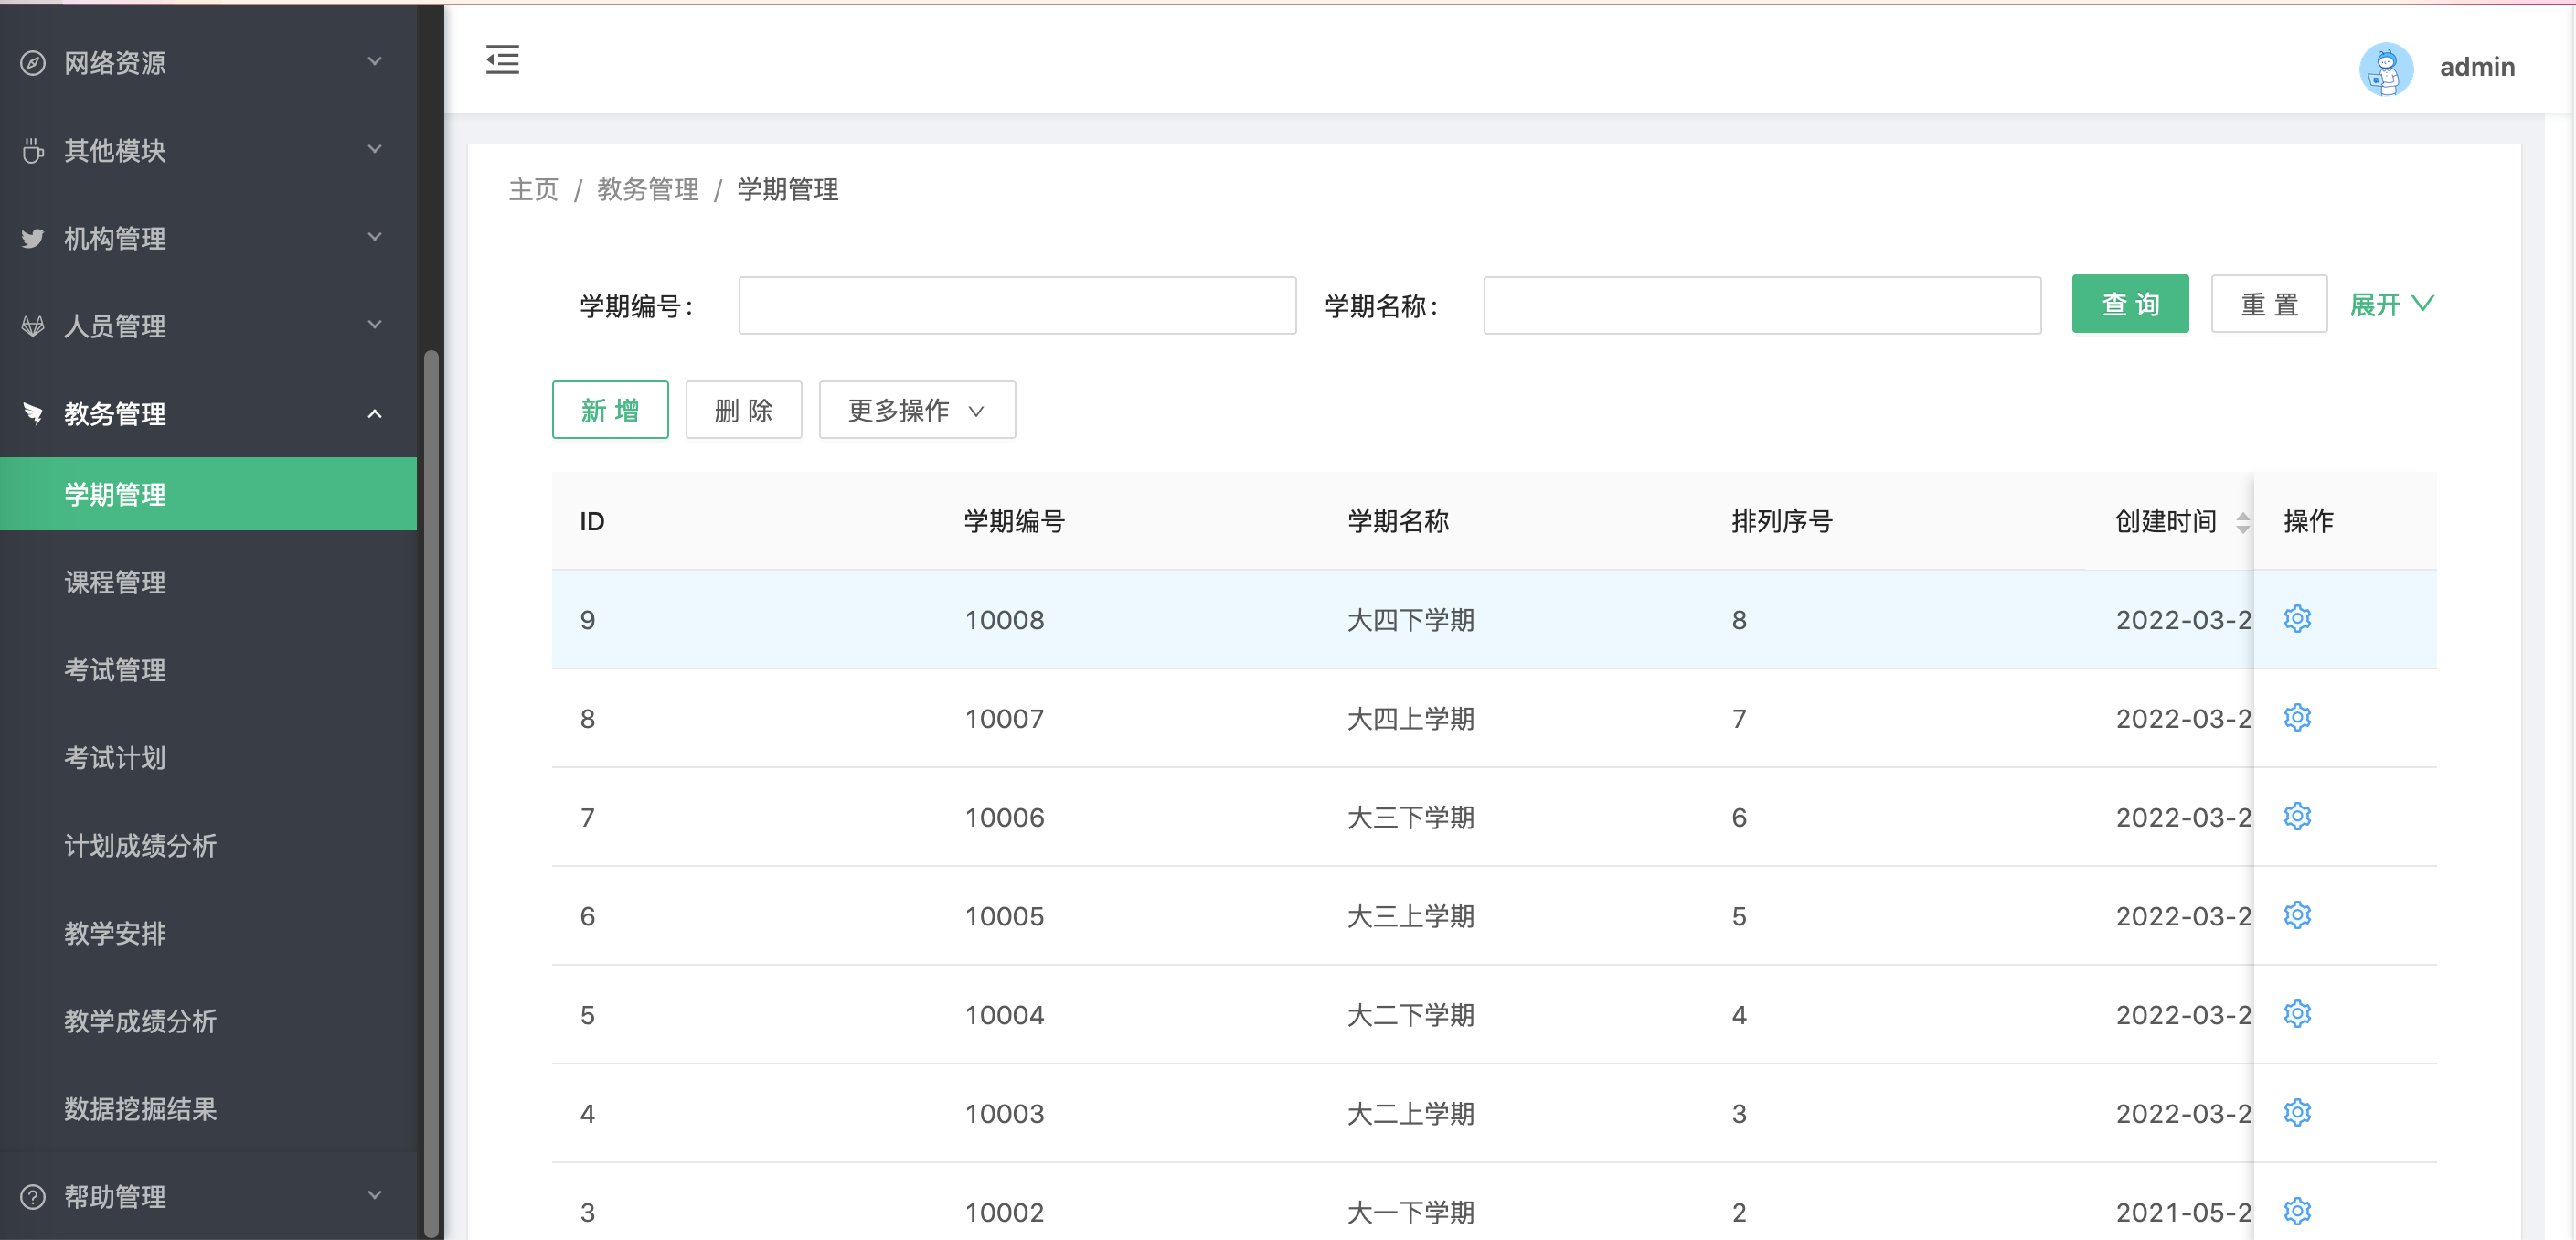 网络资源
其他模块
机构管理
人员管理
教务管理
学期管理
课程管理
考试管理
考试计划
计划成绩分析
教学安排
教学成绩分析
数据挖掘结果
帮助管理
admin
主页 / 教务管理 / 学期管理
学期编号： 学期名称： 查 询 重 置 展开
新 增 删 除 更多操作
ID 学期编号 学期名称 排列序号 创建时间 操作
9 10008 大四下学期 8 2022-03-2
8 10007 大四上学期 7 2022-03-2
7 10006 大三下学期 6 2022-03-2
6 10005 大三上学期 5 2022-03-2
5 10004 大二下学期 4 2022-03-2
4 10003 大二上学期 3 2022-03-2
3 10002 大一下学期 2 2021-05-2